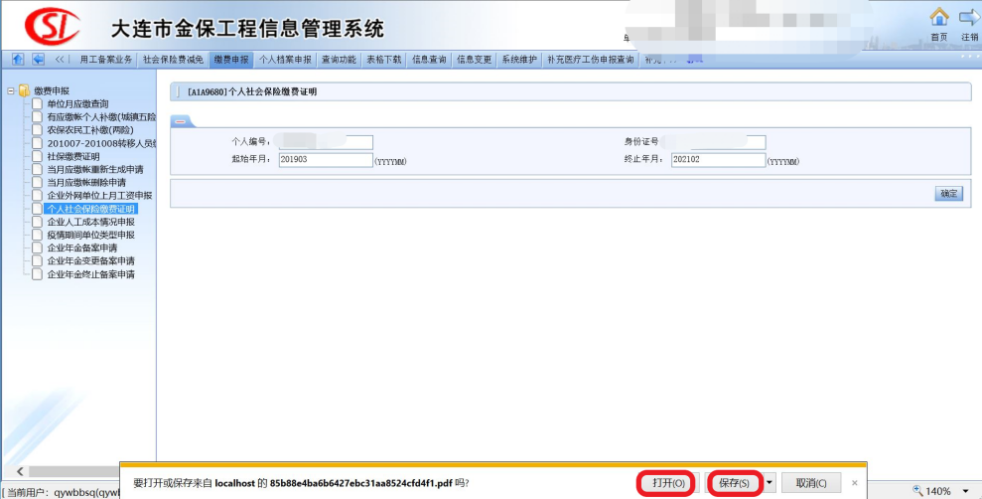 SI
大连市金保工程信息管理系统
首页 注销
用工备案业务 社会保险费减免 缴费申报 个人档案申报 查询功能 表格下载 信息查询 信息变更 系统维护 补充医疗工伤申报查询
缴费申报
单位月应缴查询
有应缴帐个人补缴(城镇五险
农保农民工补缴(两险)
201007-201008转移人员
社保缴费证明
当月应缴帐重新生成申请
当月应缴帐删除申请
企业外网单位上月工资申报
个人社会保险缴费证明
企业人工成本情况申报
疫情期间单位类型申报
企业年金备案申请
企业年金变更备案申请
企业年金终止备案申请
[A1A9680]个人社会保险缴费证明
个人编号: 身份证号
起始年月: 201903 (YYYYMM) 终止年月: 202102 (YYYYMM)
确定
要打开或保存来自 localhost 的 85b88e4ba6b6427ebc31aa8524cfd4f1.pdf 吗?
打开(O) 保存(S) 取消(C) ×
[当前用户: qywbbsq(qywb
140%